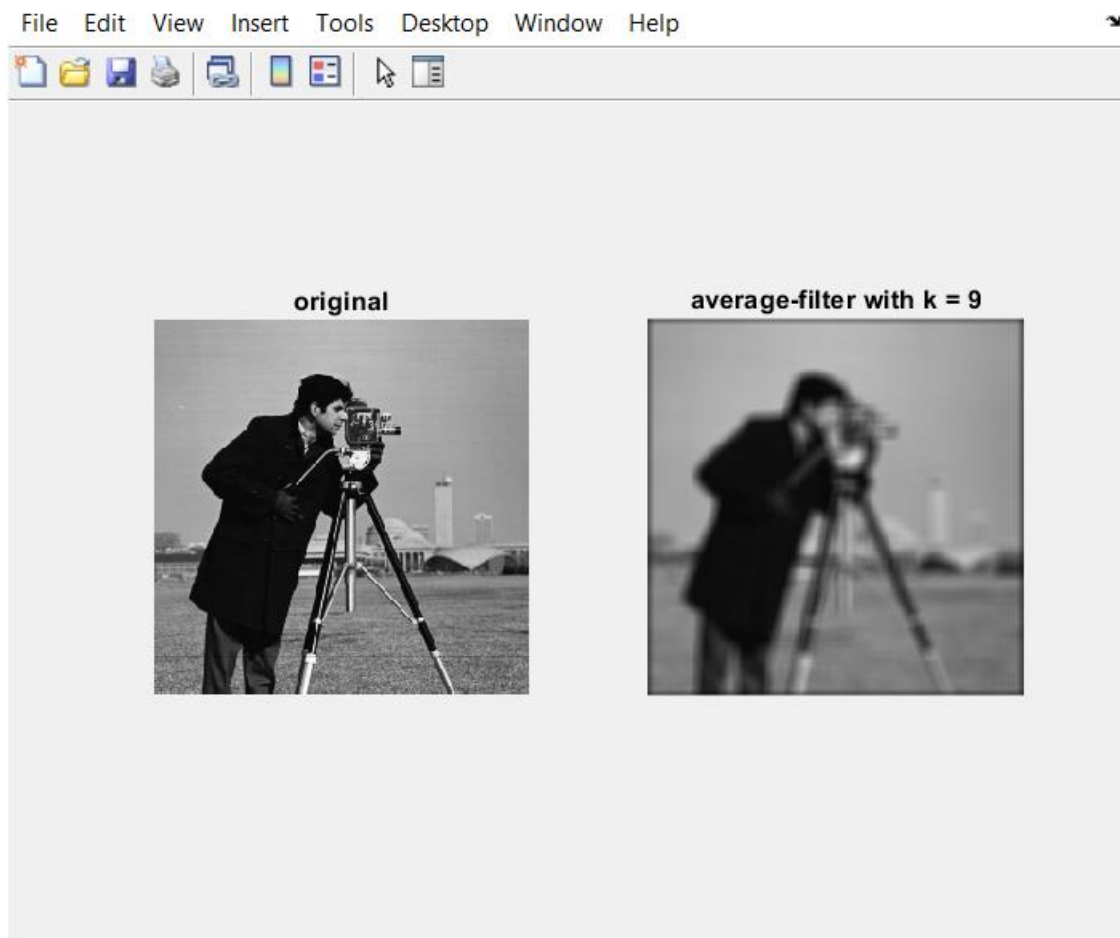 File Edit View Insert Tools Desktop Window Help
original
average-filter with k = 9